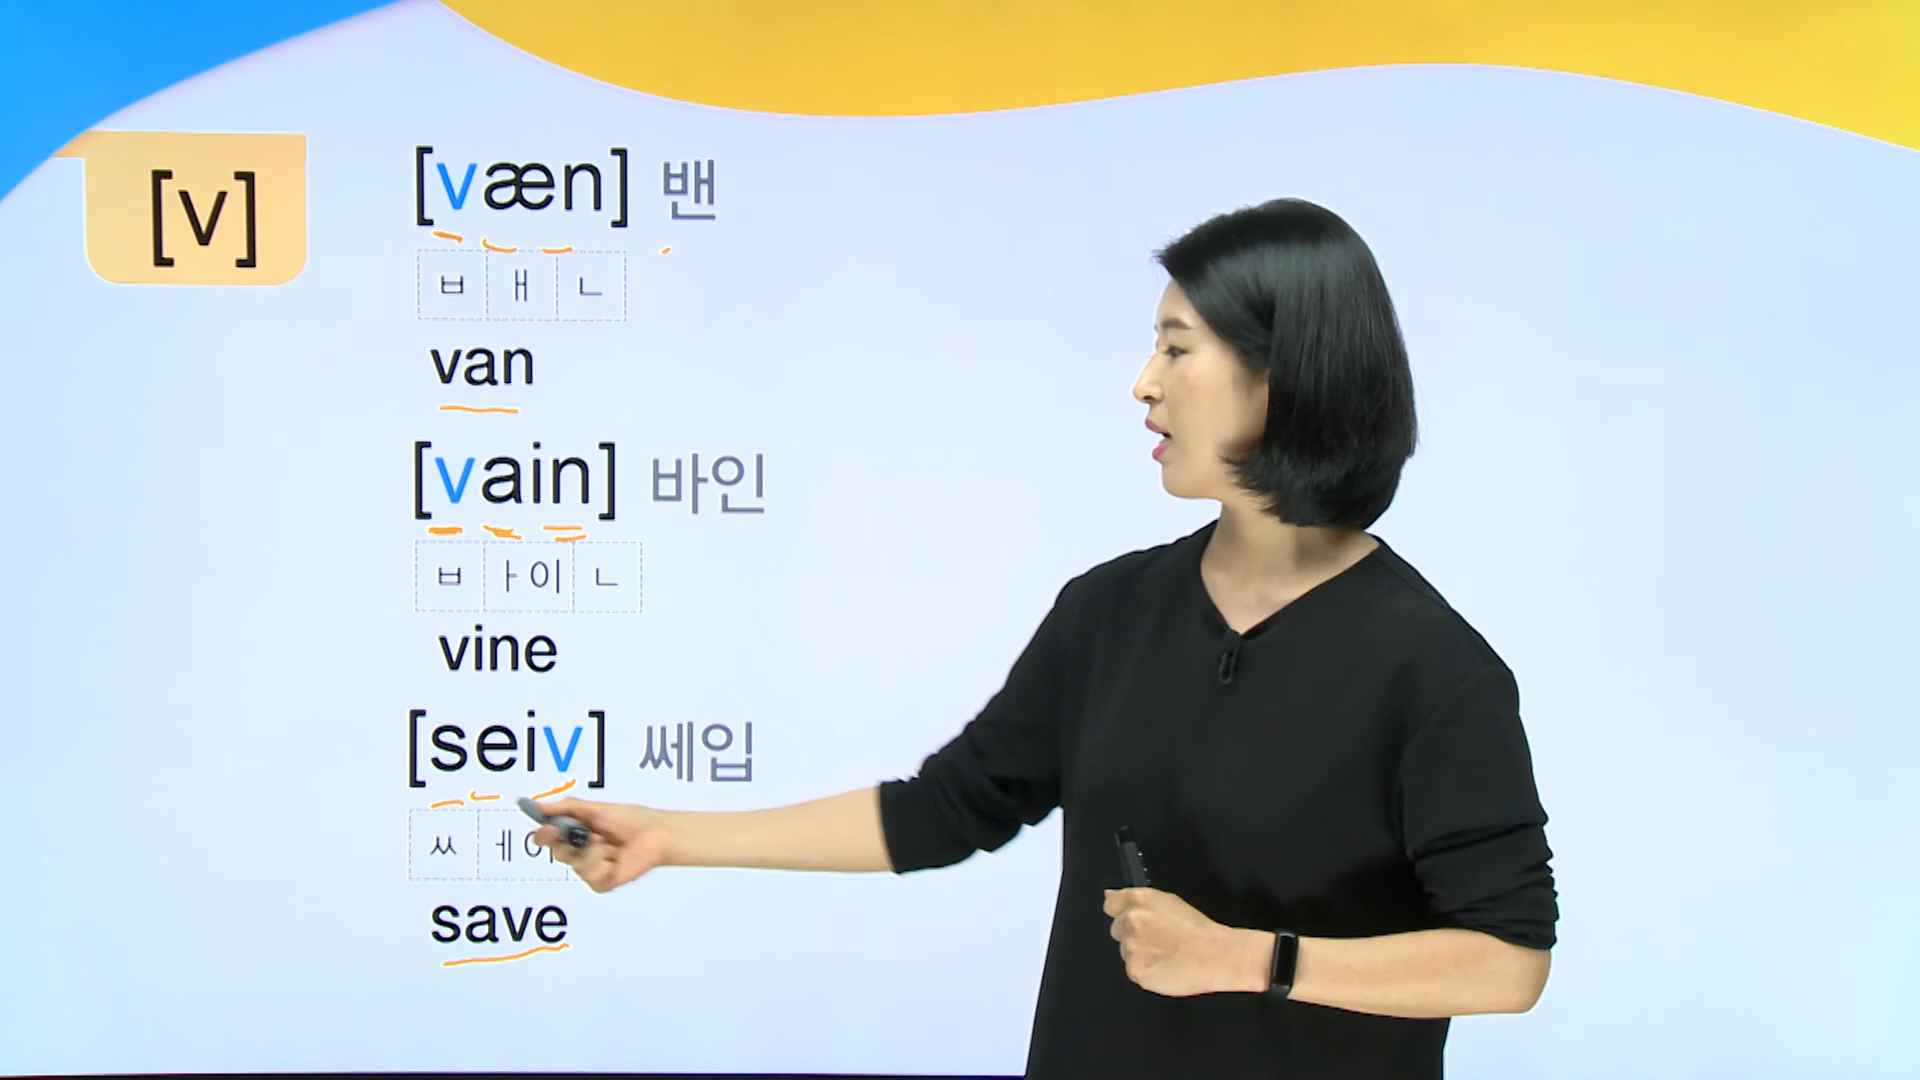 [v]
[væn] 밴
ㅂ ㅐ ㄴ
van
[vain] 바인
ㅂ ㅏ이 ㄴ
vine
[seiv] 쎄입
ㅆ ㅔ이
save